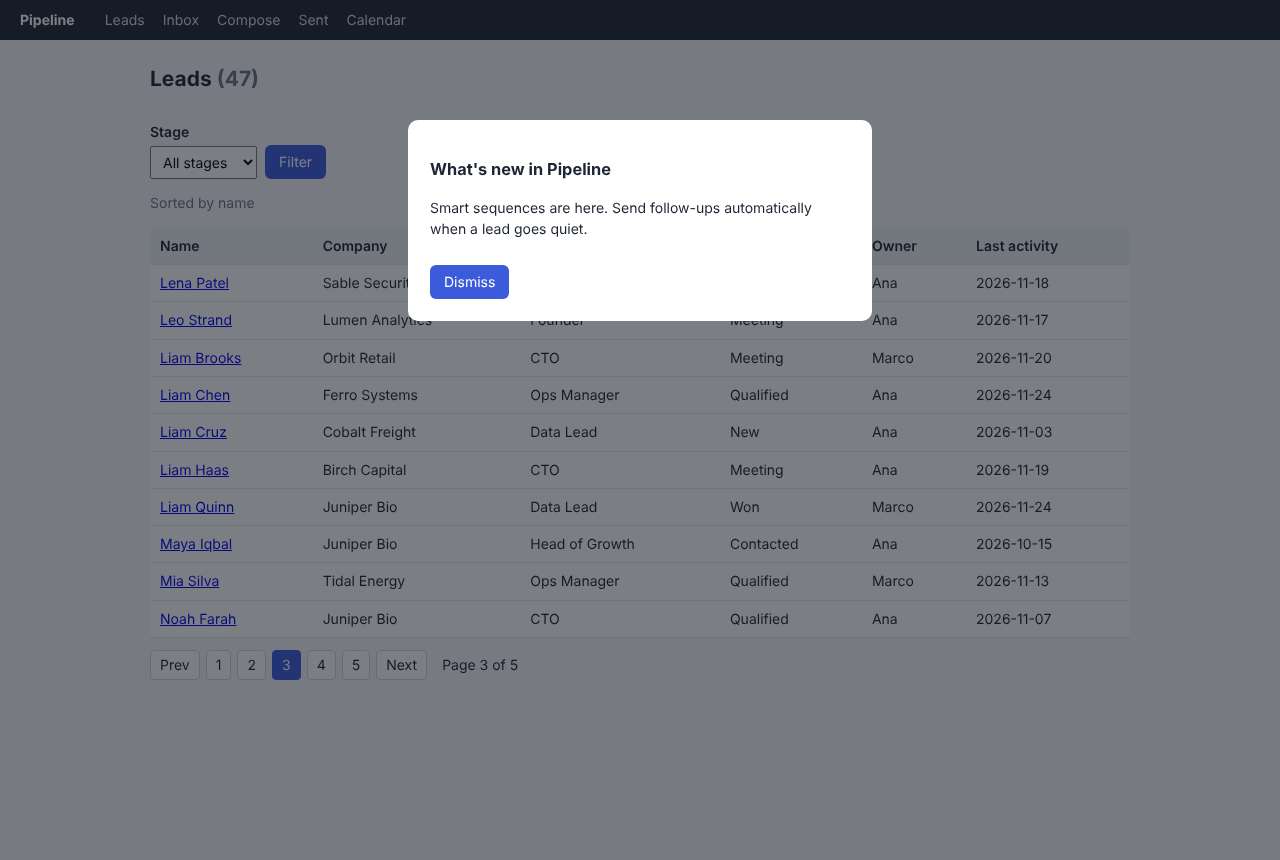 Pipeline Leads Inbox Compose Sent Calendar
Leads (47)
Stage
All stages Filter
Sorted by name
What's new in Pipeline
Smart sequences are here. Send follow-ups automatically
when a lead goes quiet.
Dismiss
Name Company Owner Last activity
Lena Patel Sable Securit Ana 2026-11-18
Leo Strand Lumen Analytics Founder Meeting Ana 2026-11-17
Liam Brooks Orbit Retail CTO Meeting Marco 2026-11-20
Liam Chen Ferro Systems Ops Manager Qualified Ana 2026-11-24
Liam Cruz Cobalt Freight Data Lead New Ana 2026-11-03
Liam Haas Birch Capital CTO Meeting Ana 2026-11-19
Liam Quinn Juniper Bio Data Lead Won Marco 2026-11-24
Maya Iqbal Juniper Bio Head of Growth Contacted Ana 2026-10-15
Mia Silva Tidal Energy Ops Manager Qualified Marco 2026-11-13
Noah Farah Juniper Bio CTO Qualified Ana 2026-11-07
Prev 1 2 3 4 5 Next Page 3 of 5